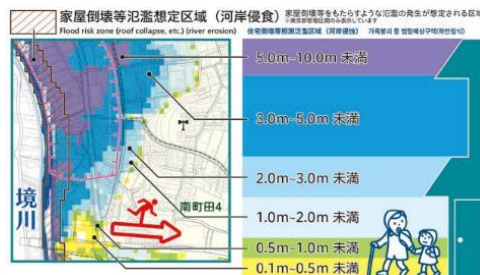 家屋倒壊等氾濫想定区域（河岸侵食）
家屋倒壊等をもたらすような氾濫の発生が想定される区域
Flood risk zone (roof collapse, etc.) (river erosion)
5.0m~10.0m 未満
3.0m~5.0m 未満
2.0m~3.0m 未満
1.0m~2.0m 未満
0.5m~1.0m 未満
0.1m~0.5m 未満
境川
南町田4